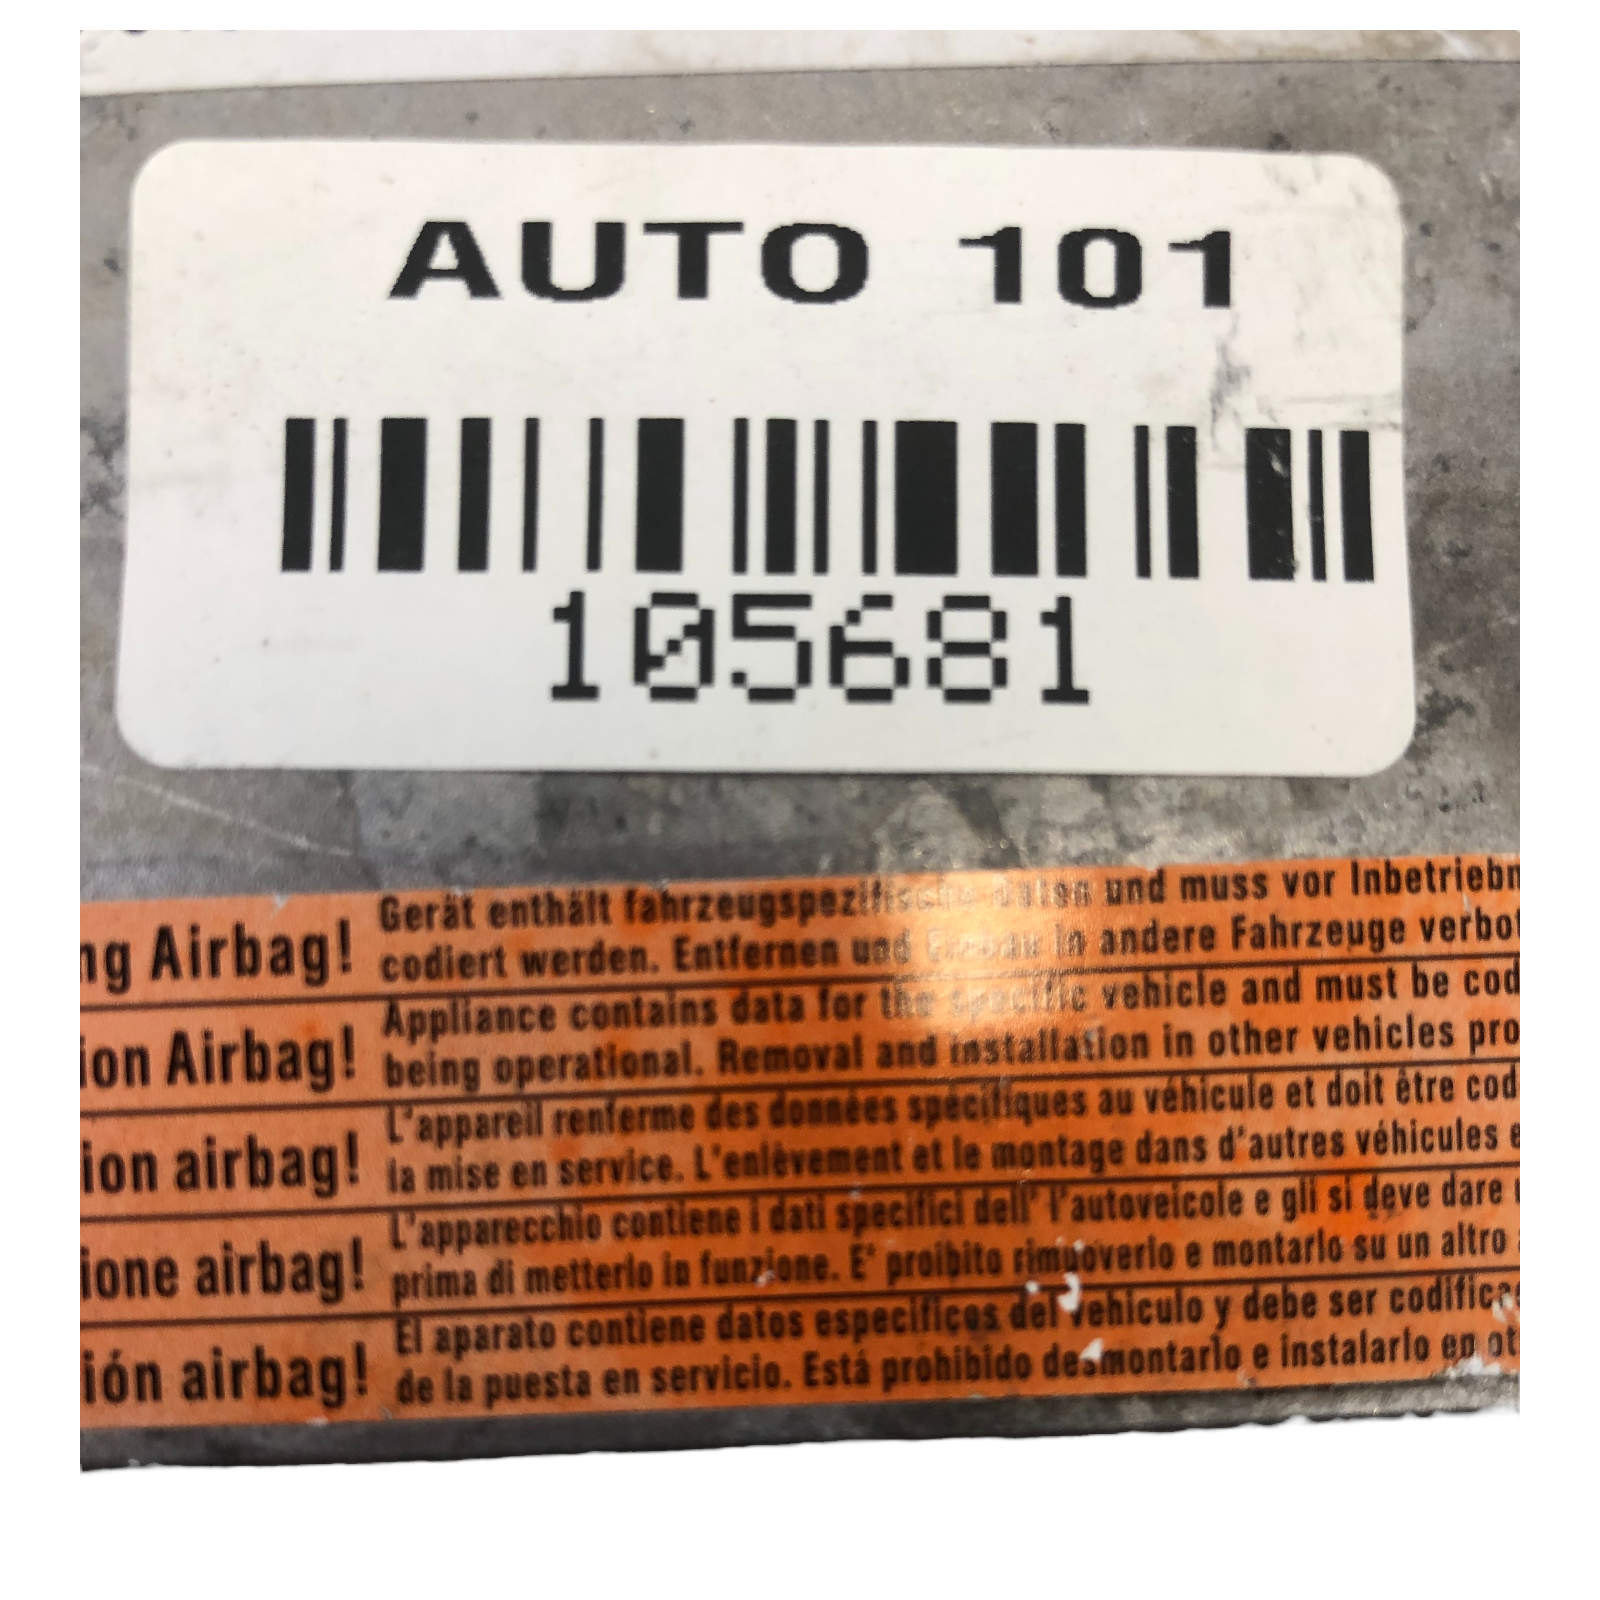 AUTO 101
105681
ng Airbag!
Gerät enthält fahrzeugspezifische daten und muss vor Inbetriebn
codiert werden. Entfernen und Einbau in andere Fahrzeuge verbot
ion Airbag!
Appliance contains data for the specific vehicle and must be cod
being operational. Removal and installation in other vehicles pro
ion airbag!
L'appareil renferme des données spécifiques au véhicule et doit être cod
la mise en service. L'enlèvement et le montage dans d'autres véhicules e
ione airbag!
L'apparecchio contiene i dati specifici dell' l'autoveicole e gli si deve dare
prima di metterlo in funzione. E' proibito rimuoverlo e montarlo su un altro
ión airbag!
El aparato contiene datos especificos del vehiculo y debe ser codifica
de la puesta en servicio. Está prohibido desmontarlo e instalarlo en ot